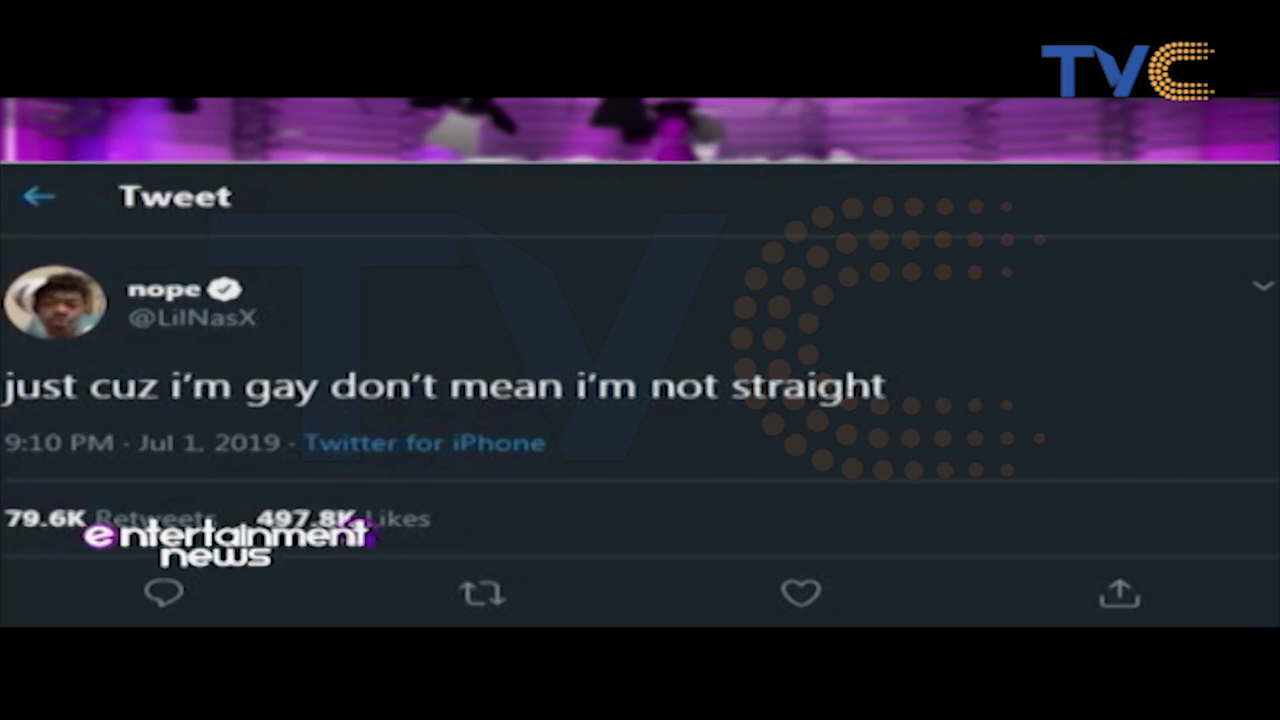 TVC
Tweet
nope
@LilNasX
just cuz i'm gay don't mean i'm not straight
9:10 PM · Jul 1, 2019 · Twitter for iPhone
79.6K Retweets 497.8K Likes
entertainment
news